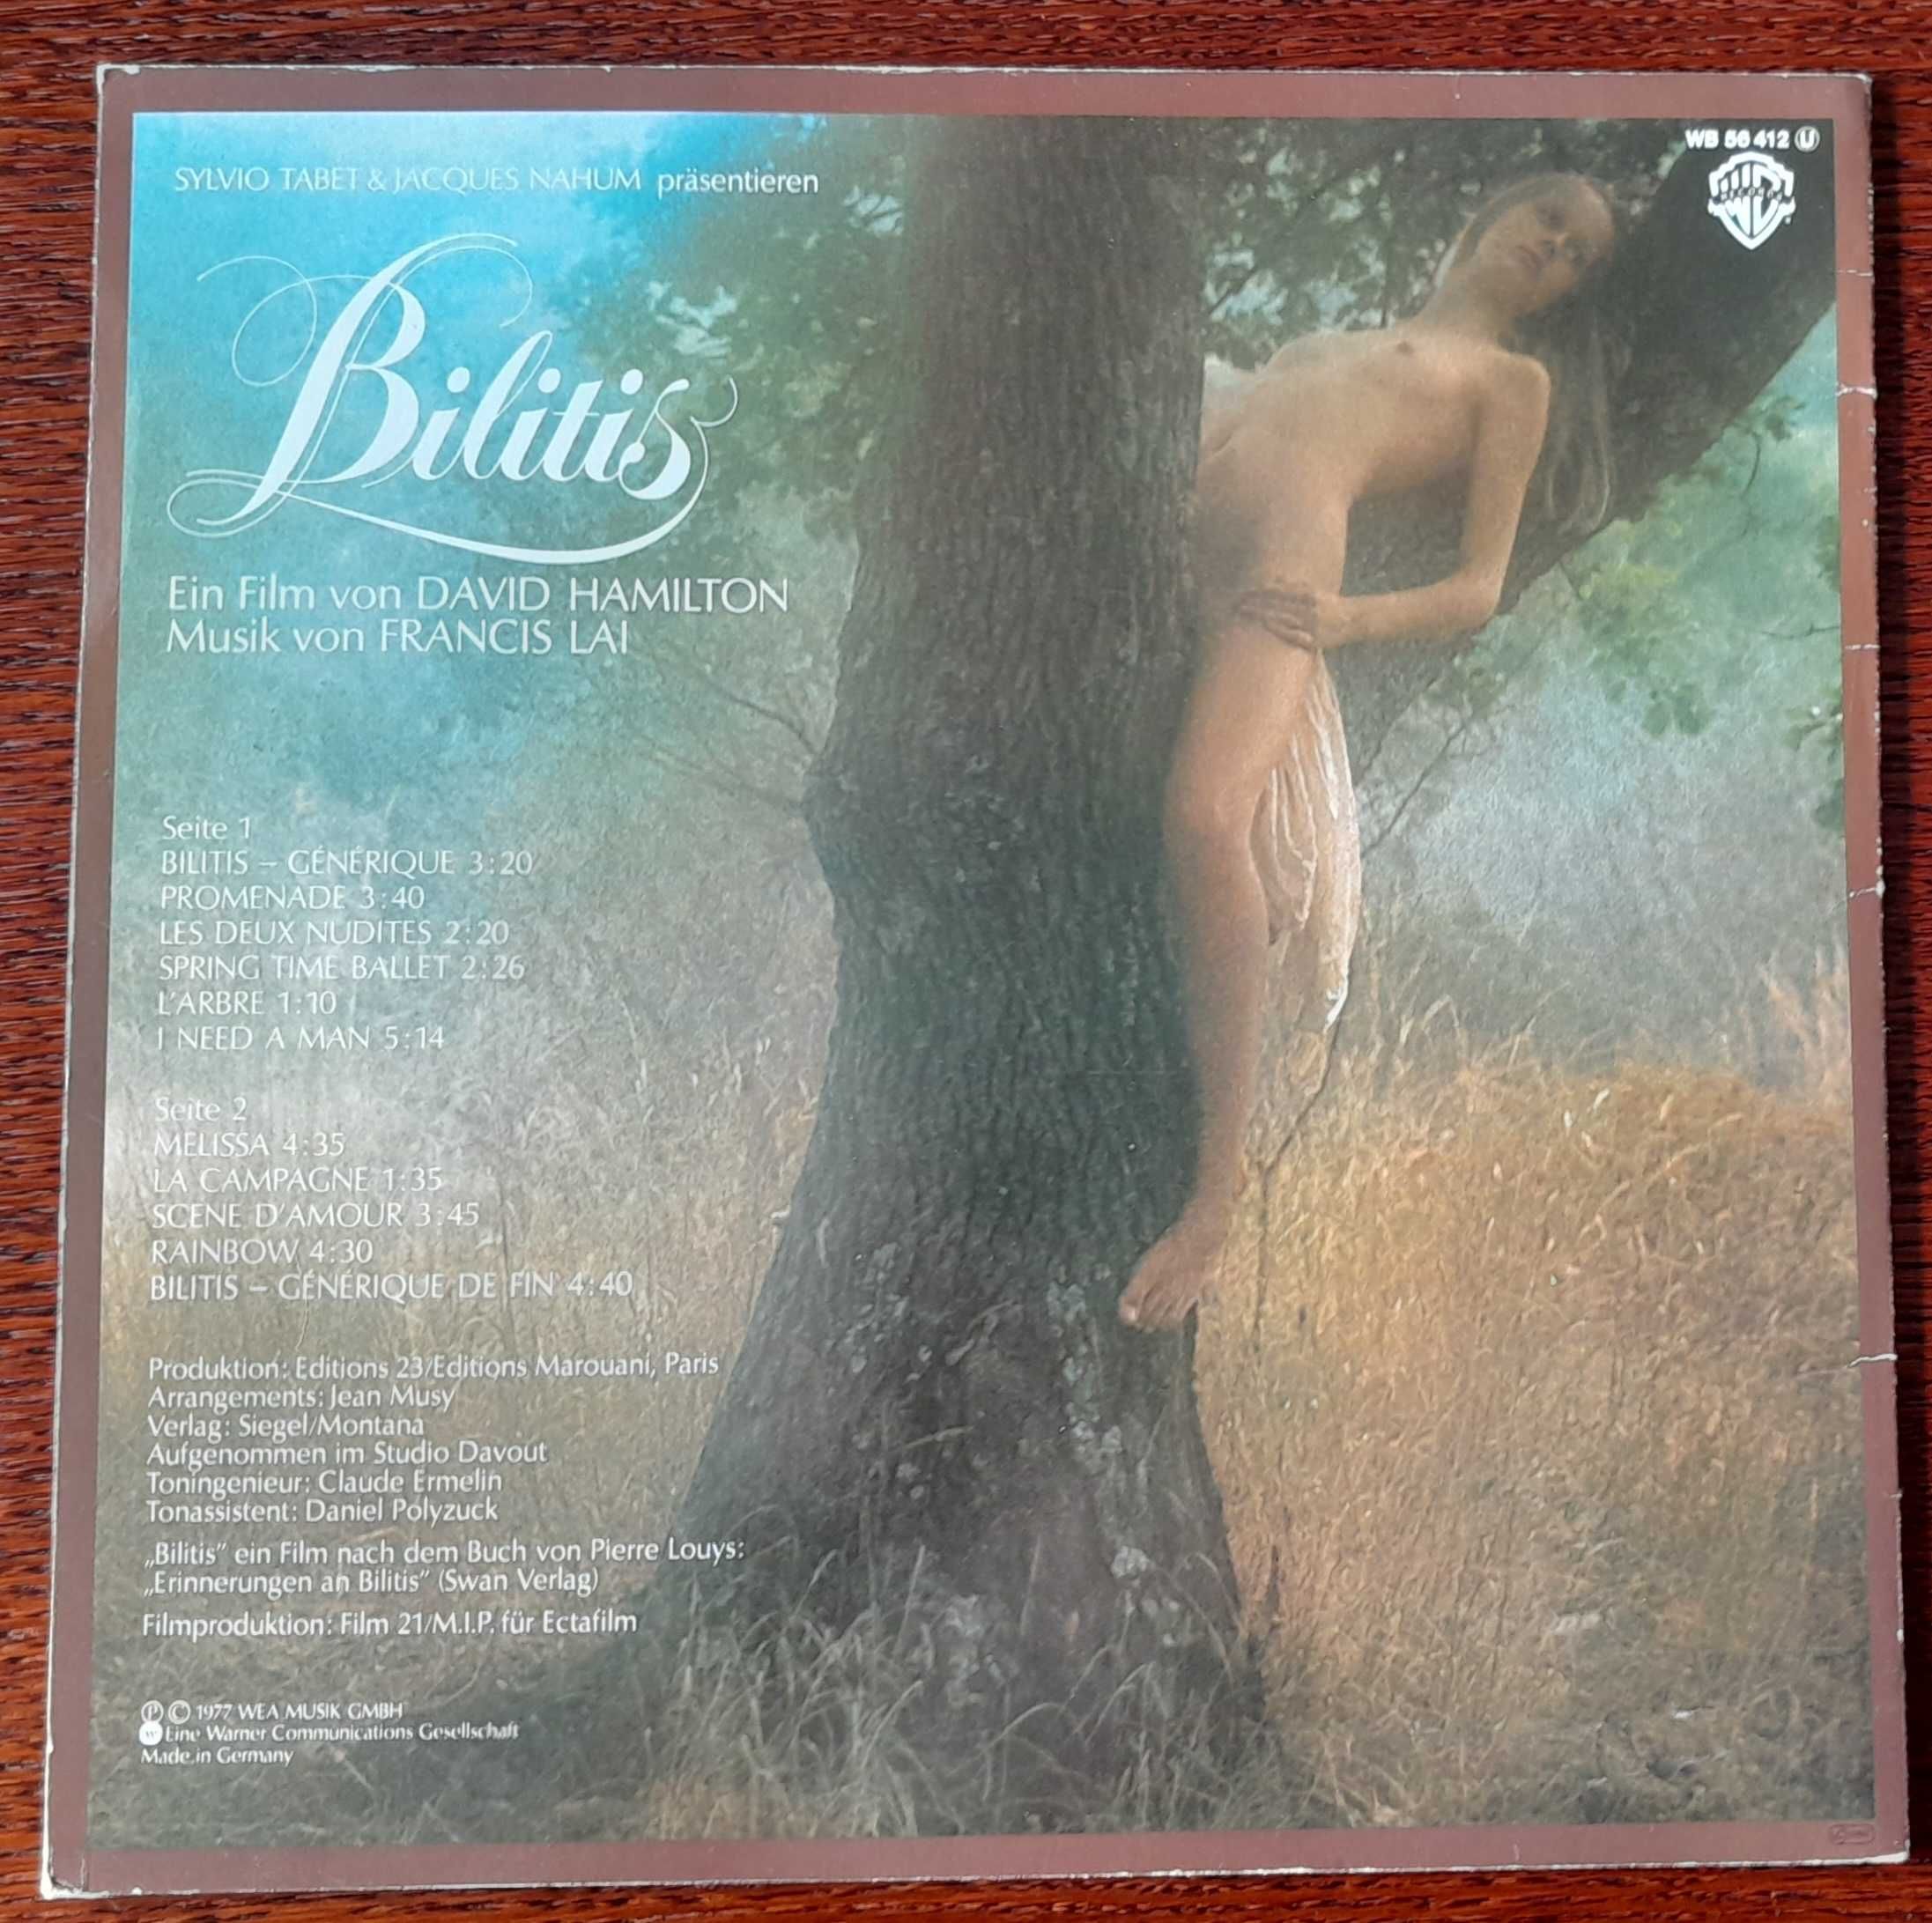 SYLVIO TABET & JACQUES NAHUM präsentieren
WB 56 412 U
Bilitis
Ein Film von DAVID HAMILTON
Musik von FRANCIS LAI
Seite 1
BILITIS – GÉNÉRIQUE 3:20
PROMENADE 3:40
LES DEUX NUDITES 2:20
SPRING TIME BALLET 2:26
L'ARBRE 1:10
I NEED A MAN 5:14
Seite 2
MELISSA 4:35
LA CAMPAGNE 1:35
SCENE D'AMOUR 3:45
RAINBOW 4:30
BILITIS – GÉNÉRIQUE DE FIN 4:40
Produktion: Editions 23/Editions Marouani, Paris
Arrangements: Jean Musy
Verlag: Siegel/Montana
Aufgenommen im Studio Davout
Toningenieur: Claude Ermelin
Tonassistent: Daniel Polyzuck
„Bilitis” ein Film nach dem Buch von Pierre Louys:
„Erinnerungen an Bilitis” (Swan Verlag)
Filmproduktion: Film 21/M.I.P. für Ectafilm
Ⓟ © 1977 WEA MUSIK GMBH
Eine Warner Communications Gesellschaft
Made in Germany